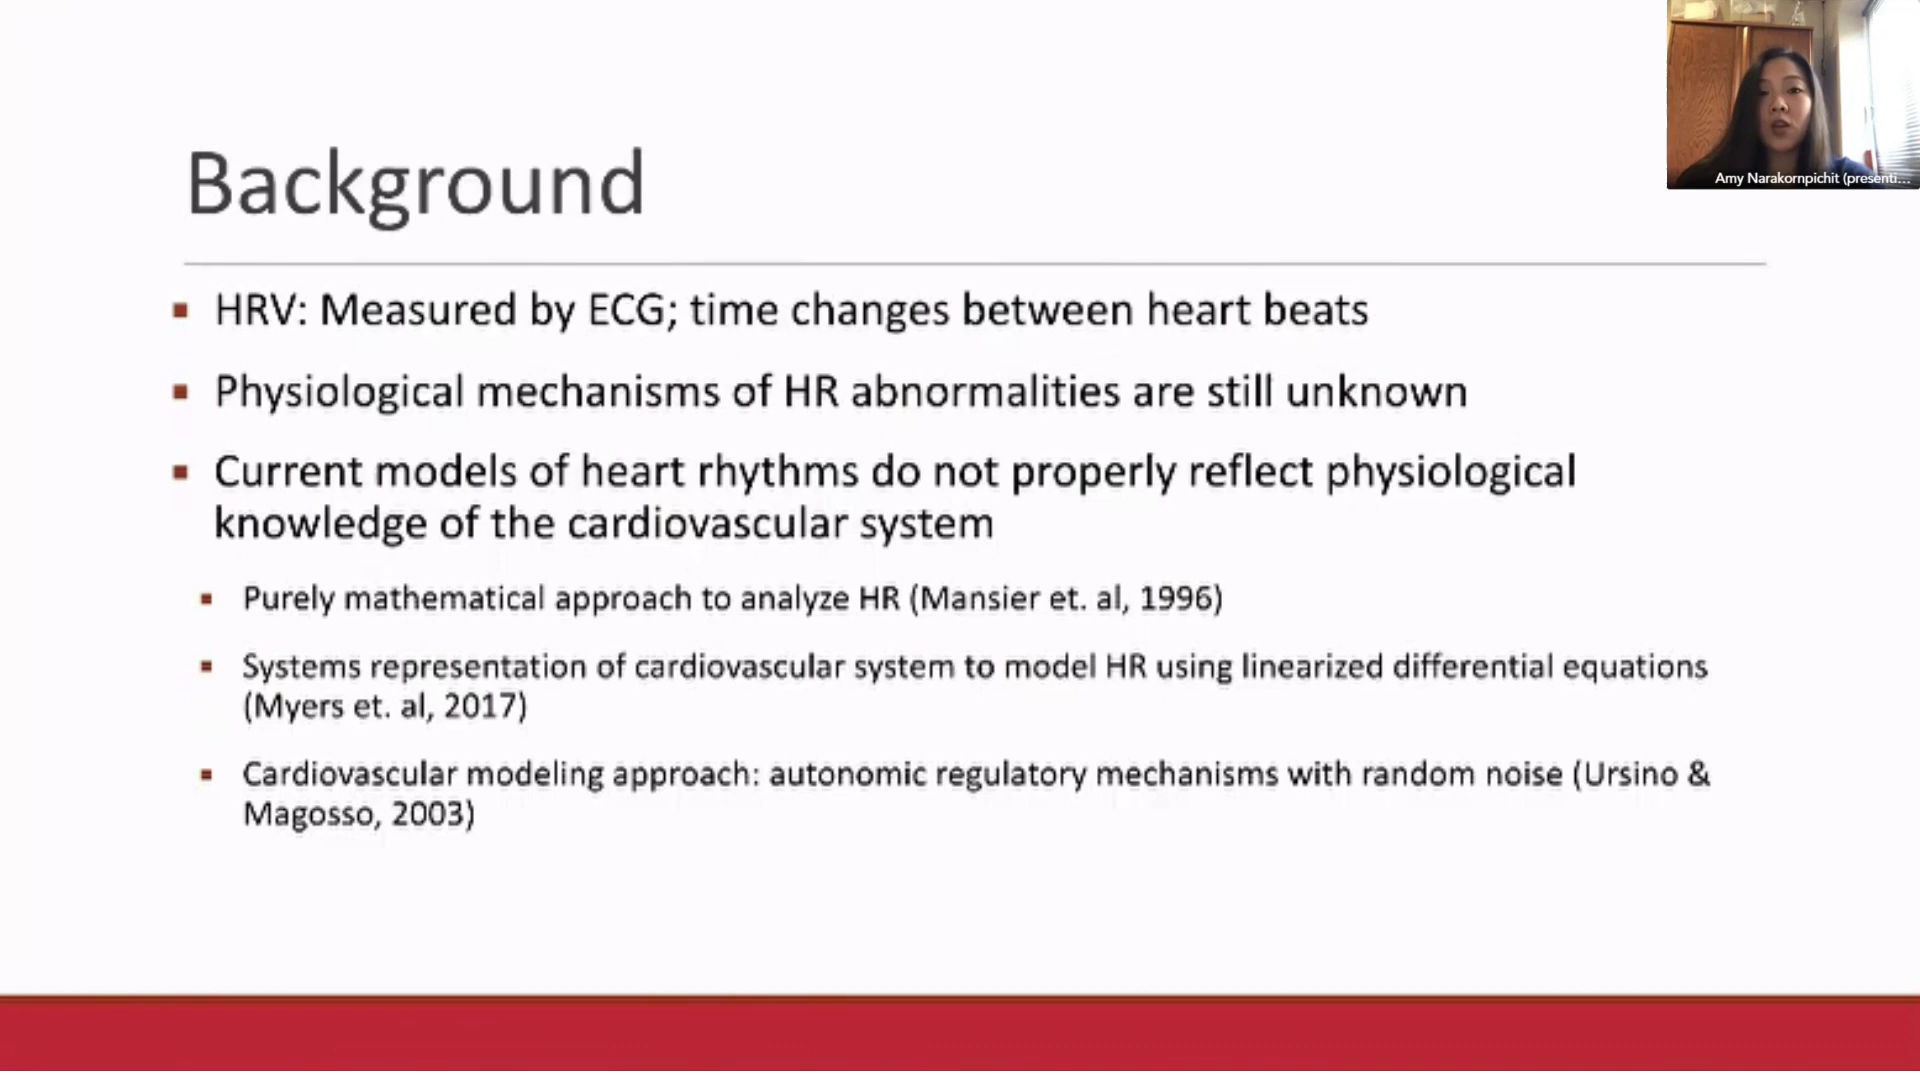 Background
HRV: Measured by ECG; time changes between heart beats
Physiological mechanisms of HR abnormalities are still unknown
Current models of heart rhythms do not properly reflect physiological
knowledge of the cardiovascular system
Purely mathematical approach to analyze HR (Mansier et. al, 1996)
Systems representation of cardiovascular system to model HR using linearized differential equations
(Myers et. al, 2017)
Cardiovascular modeling approach: autonomic regulatory mechanisms with random noise (Ursino &
Magosso, 2003)
Amy Narakornpichit (presenti...